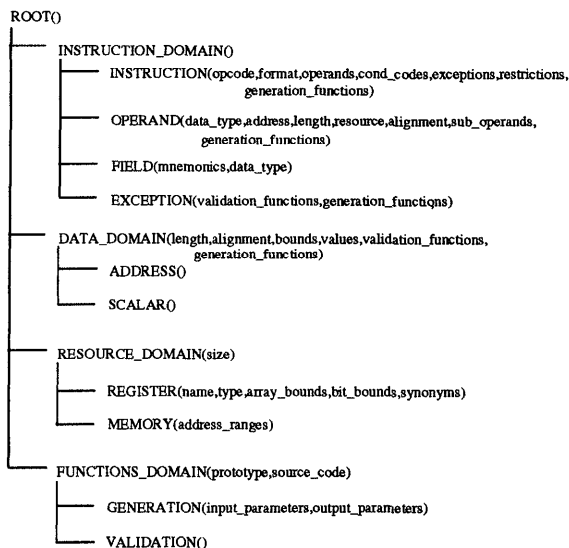 ROOT()
INSTRUCTION_DOMAIN()
INSTRUCTION(opcode,format,operands,cond_codes,exceptions,restrictions,
generation_functions)
OPERAND(data_type,address,length,resource,alignment,sub_operands,
generation_functions)
FIELD(mnemonics,data_type)
EXCEPTION(validation_functions,generation_functions)
DATA_DOMAIN(length,alignment,bounds,values,validation_functions,
generation_functions)
ADDRESS()
SCALAR()
RESOURCE_DOMAIN(size)
REGISTER(name,type,array_bounds,bit_bounds,synonyms)
MEMORY(address_ranges)
FUNCTIONS_DOMAIN(prototype,source_code)
GENERATION(input_parameters,output_parameters)
VALIDATION()